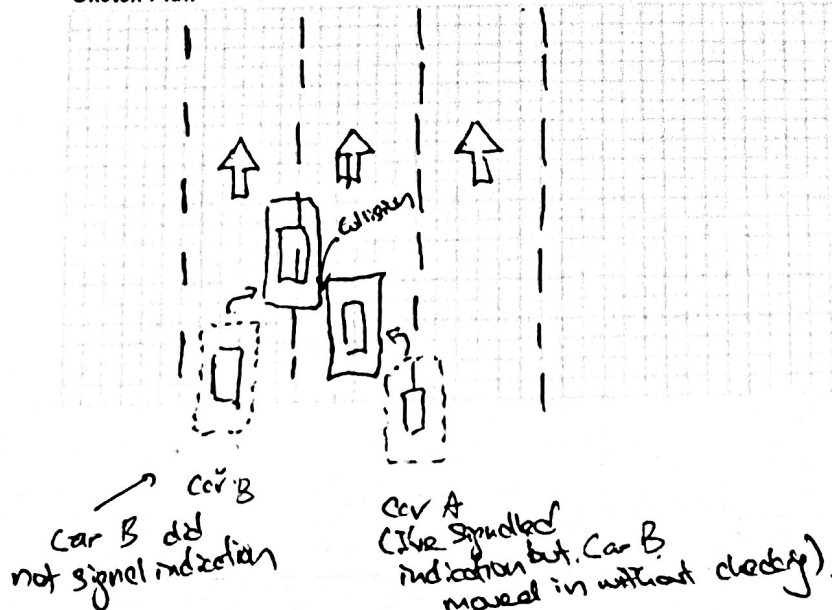 Sketch Plan
Collision
Car B
Car B did
not signal indication
Car A
(I've signalled
indication but. Car B
moved in without checking).